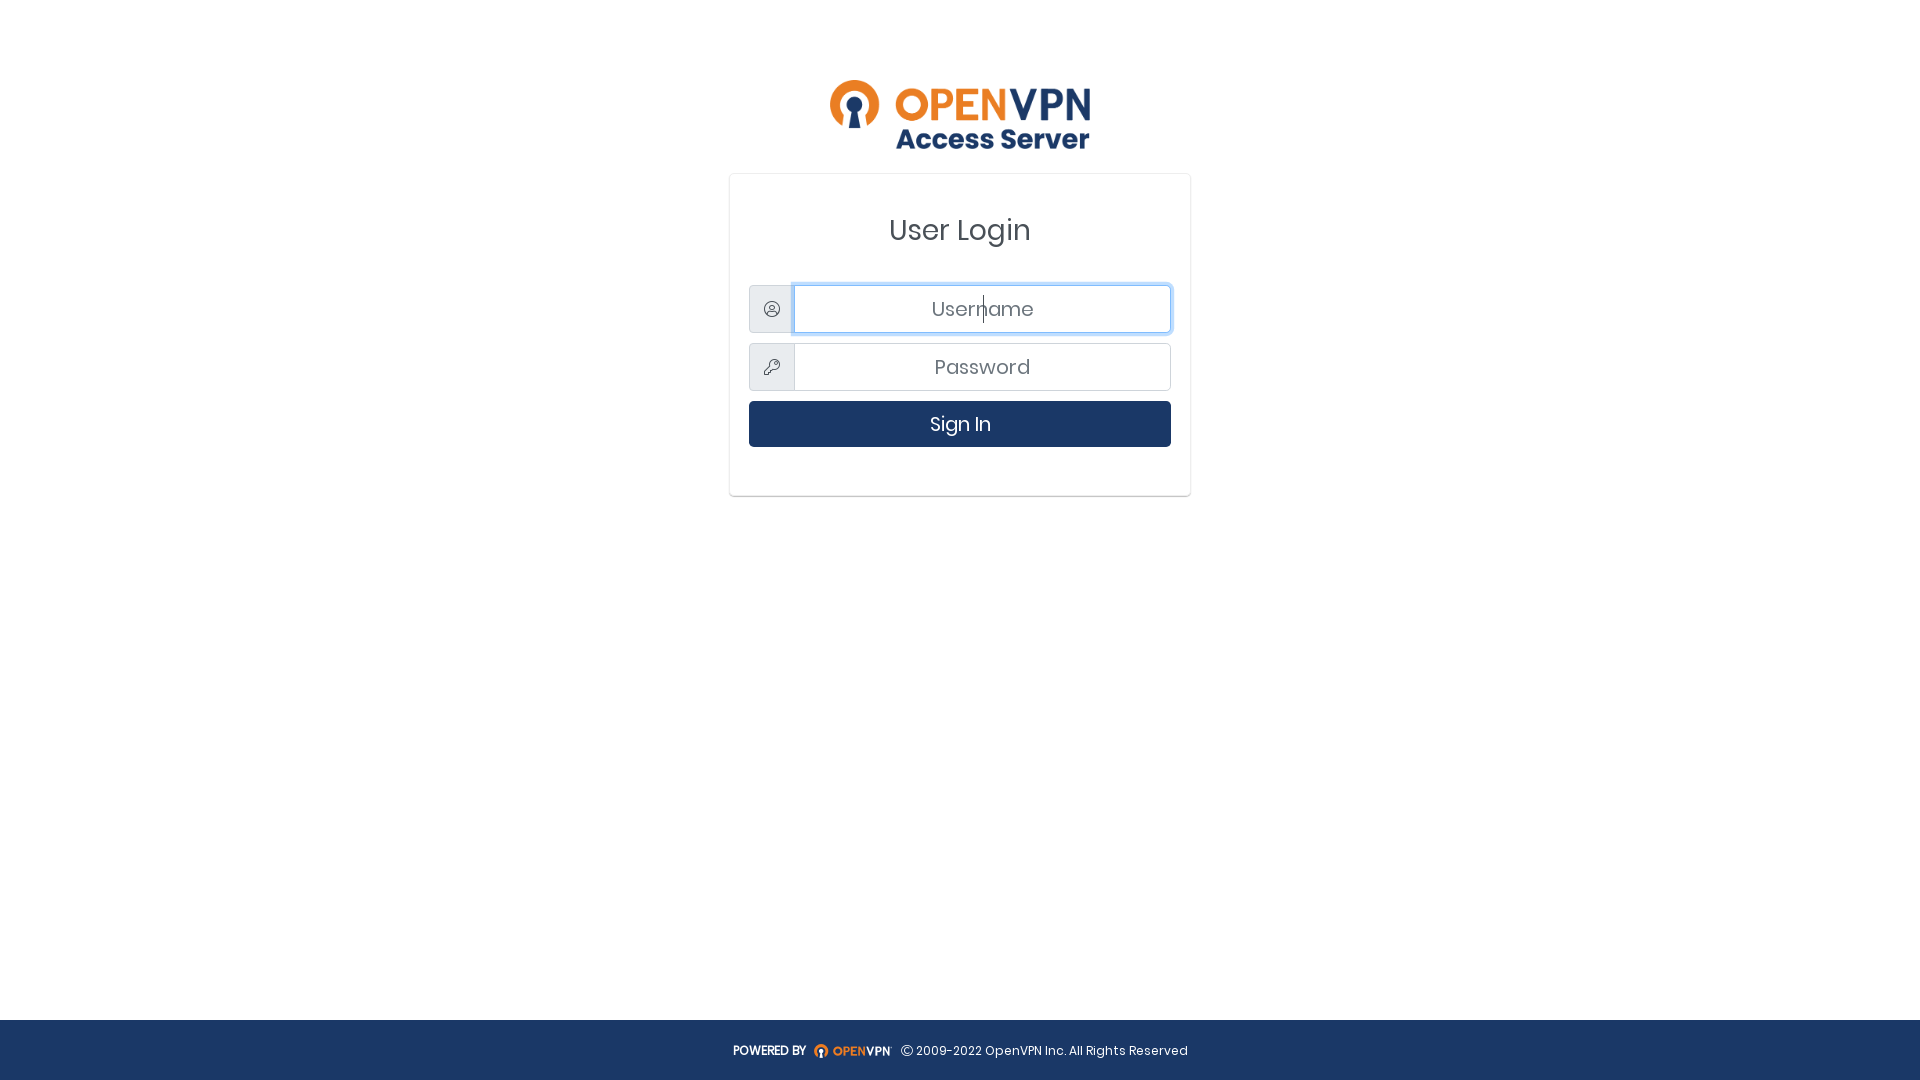 OPENVPN
Access Server
User Login
Username
Password
Sign In
POWERED BY OPENVPN © 2009-2022 OpenVPN Inc. All Rights Reserved